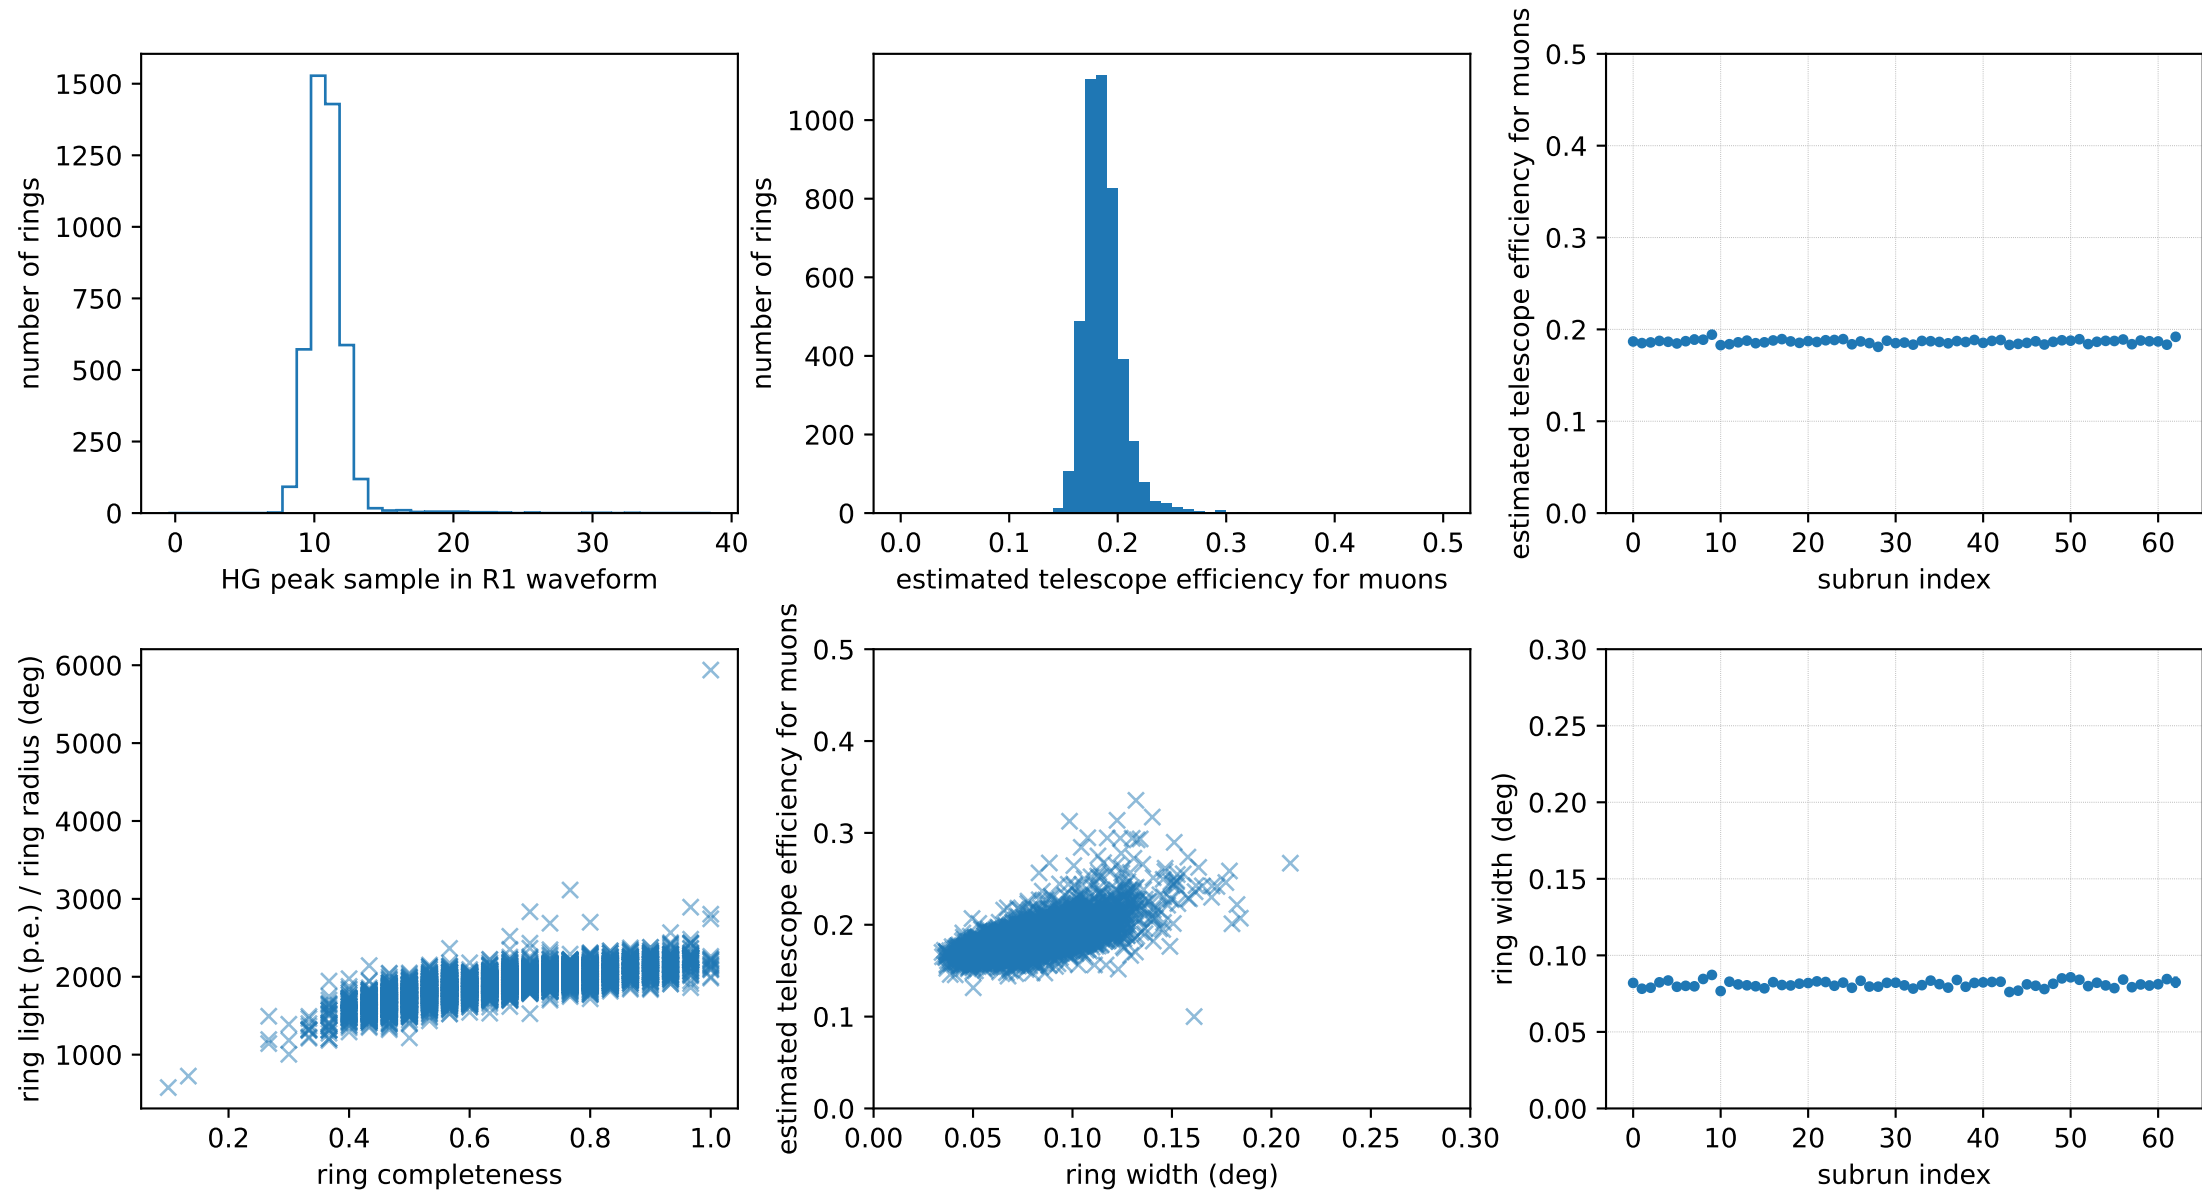 1500
1250
1000
750
500
250
0
number of rings
0 10 20 30 40
HG peak sample in R1 waveform
1000
800
600
400
200
0
number of rings
0.0 0.1 0.2 0.3 0.4 0.5
estimated telescope efficiency for muons
0.5
0.4
0.3
0.2
0.1
0.0
estimated telescope efficiency for muons
0 10 20 30 40 50 60
subrun index
6000
5000
4000
3000
2000
1000
ring light (p.e.) / ring radius (deg)
0.2 0.4 0.6 0.8 1.0
ring completeness
0.5
0.4
0.3
0.2
0.1
0.0
estimated telescope efficiency for muons
0.00 0.05 0.10 0.15 0.20 0.25 0.30
ring width (deg)
0.30
0.25
0.20
0.15
0.10
0.05
0.00
ring width (deg)
0 10 20 30 40 50 60
subrun index